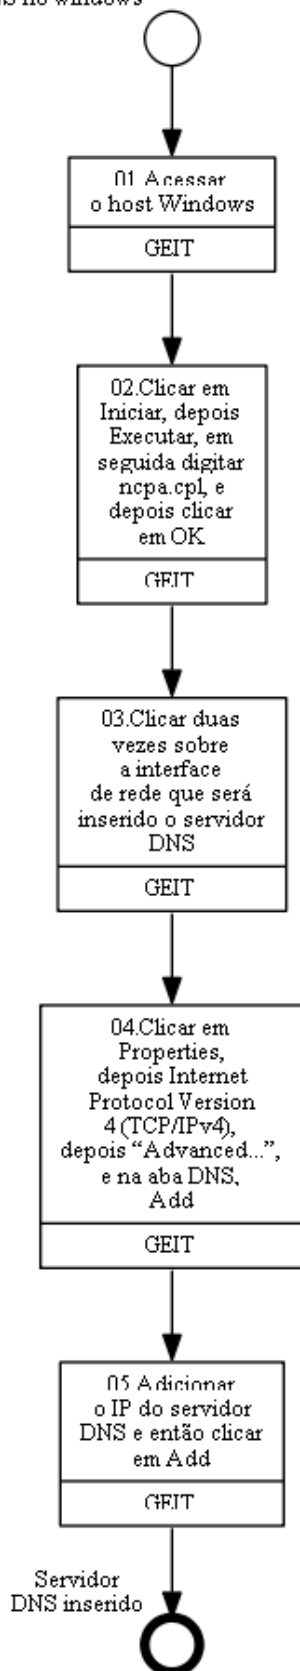 no windows
01.Acessar
o host Windows
GEIT
02.Clicar em
Iniciar, depois
Executar, em
seguida digitar
ncpa.cpl, e
depois clicar
em OK
GEIT
03.Clicar duas
vezes sobre
a interface
de rede que será
inserido o servidor
DNS
GEIT
04.Clicar em
Properties,
depois Internet
Protocol Version
4 (TCP/IPv4),
depois “Advanced...”,
e na aba DNS,
Add
GEIT
05.Adicionar
o IP do servidor
DNS e então clicar
em Add
GEIT
Servidor
DNS inserido